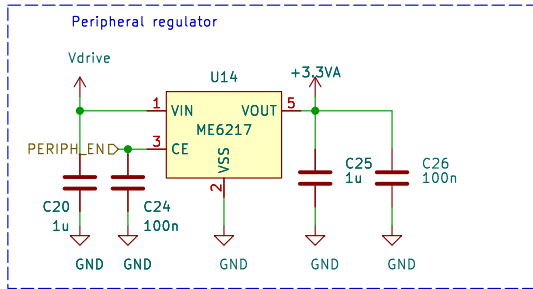 Peripheral regulator
Vdrive
U14
+3.3VA
1
VIN
VOUT
5
ME6217
PERIPH_EN
3
CE
VSS
2
C20
1u
C24
100n
C25
1u
C26
100n
GND
GND
GND
GND
GND